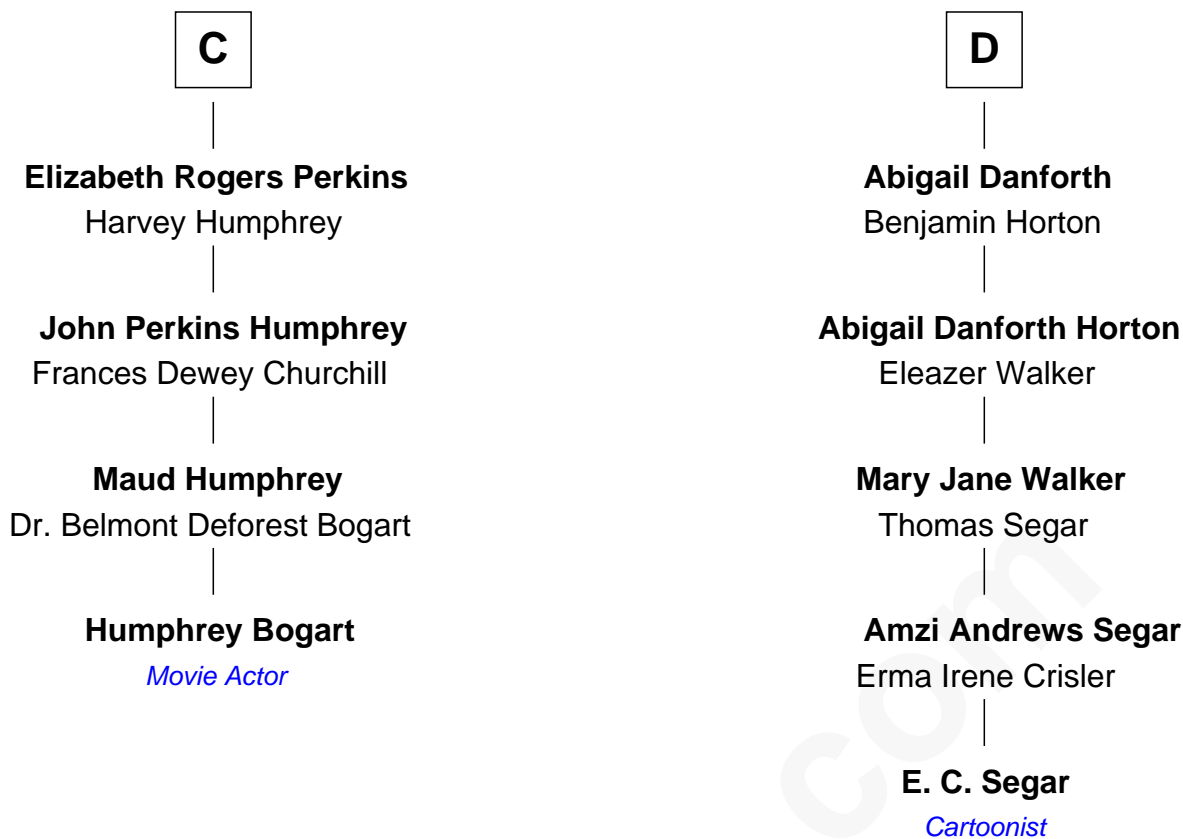 C
Elizabeth Rogers Perkins
Harvey Humphrey
John Perkins Humphrey
Frances Dewey Churchill
Maud Humphrey
Dr. Belmont Deforest Bogart
Humphrey Bogart
Movie Actor
D
Abigail Danforth
Benjamin Horton
Abigail Danforth Horton
Eleazer Walker
Mary Jane Walker
Thomas Segar
Amzi Andrews Segar
Erma Irene Crisler
E. C. Segar
Cartoonist
com